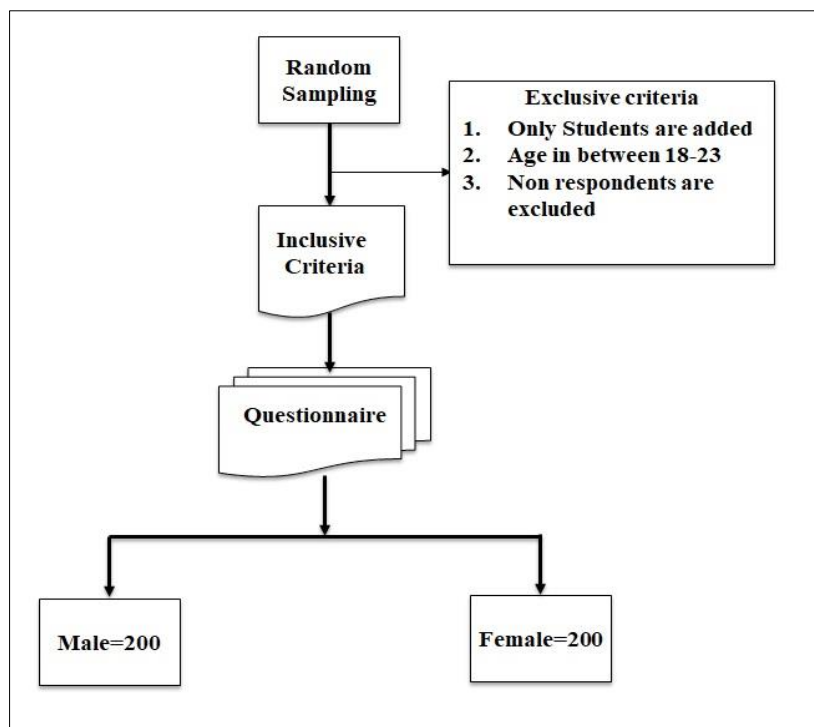 Random
Sampling
Exclusive criteria
1. Only Students are added
2. Age in between 18-23
3. Non respondents are
excluded
Inclusive
Criteria
Questionnaire
Male=200
Female=200